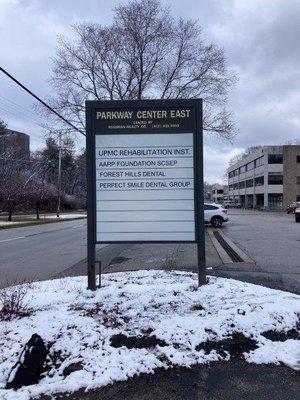 PARKWAY CENTER EAST
LEASED BY
UPMC REHABILITATION INST.
AARP FOUNDATION SCSEP
FOREST HILLS DENTAL
PERFECT SMILE DENTAL GROUP